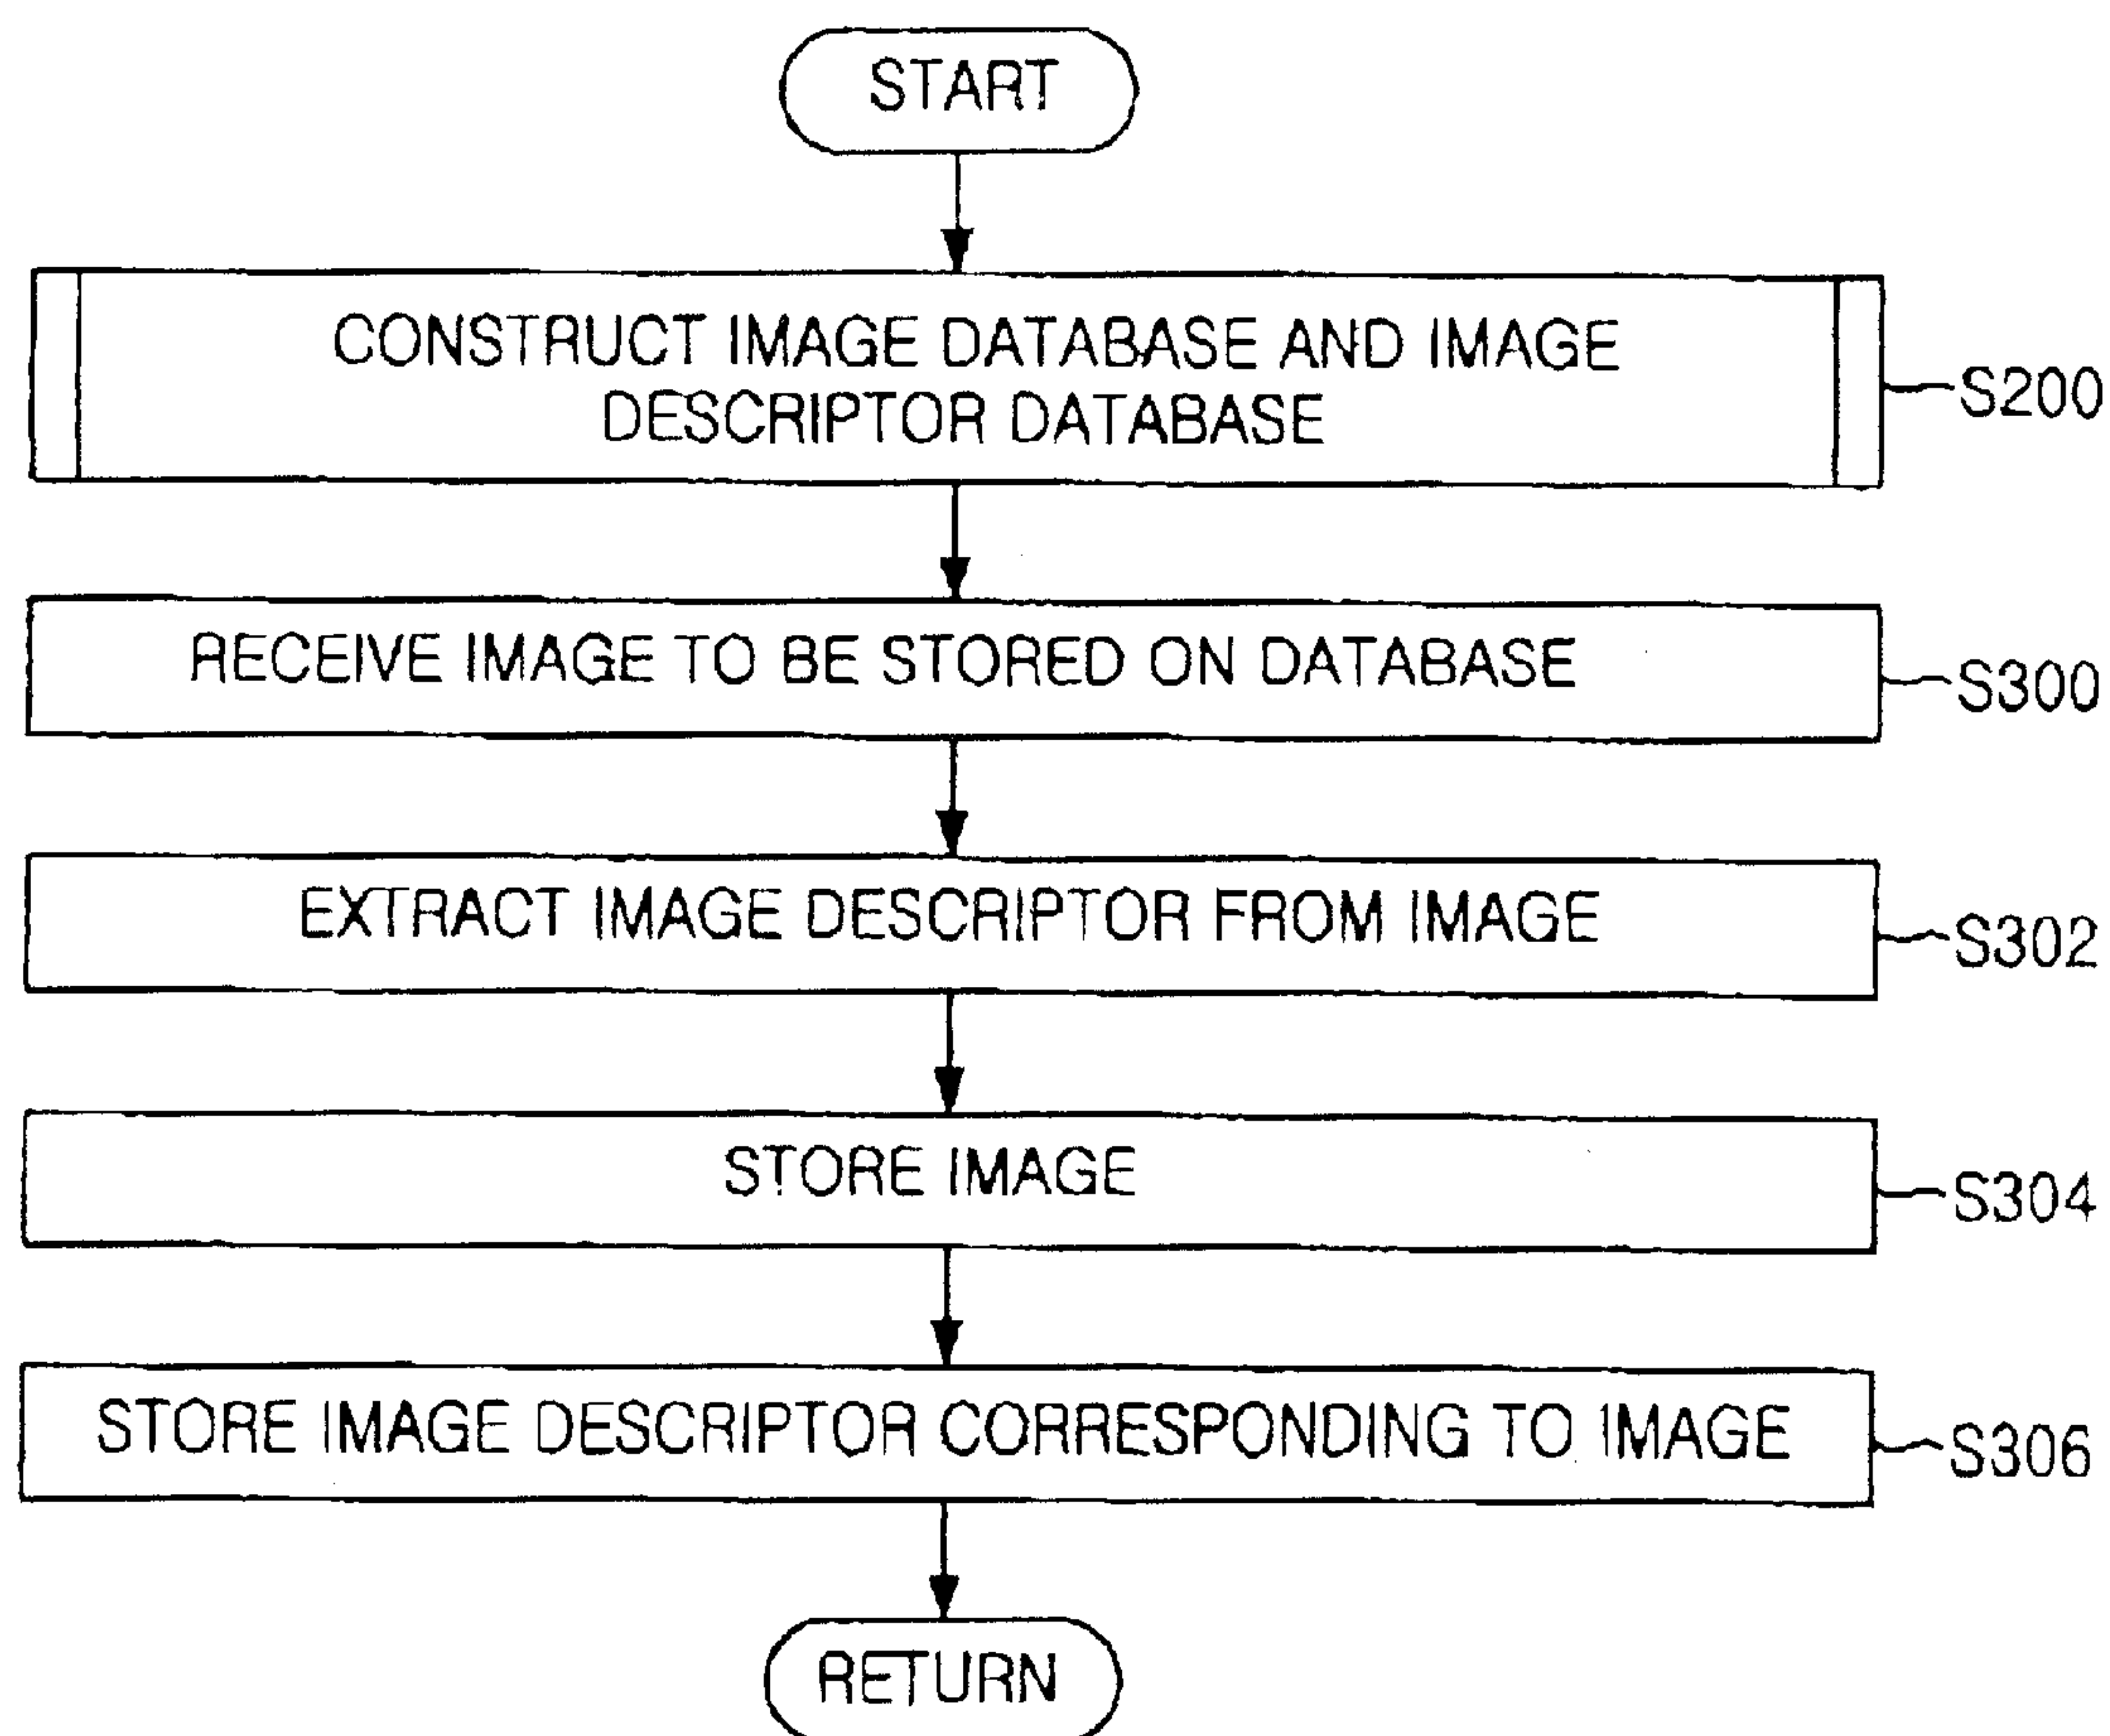 START
CONSTRUCT IMAGE DATABASE AND IMAGE
DESCRIPTOR DATABASE
S200
RECEIVE IMAGE TO BE STORED ON DATABASE
S300
EXTRACT IMAGE DESCRIPTOR FROM IMAGE
S302
STORE IMAGE
S304
STORE IMAGE DESCRIPTOR CORRESPONDING TO IMAGE
S306
RETURN